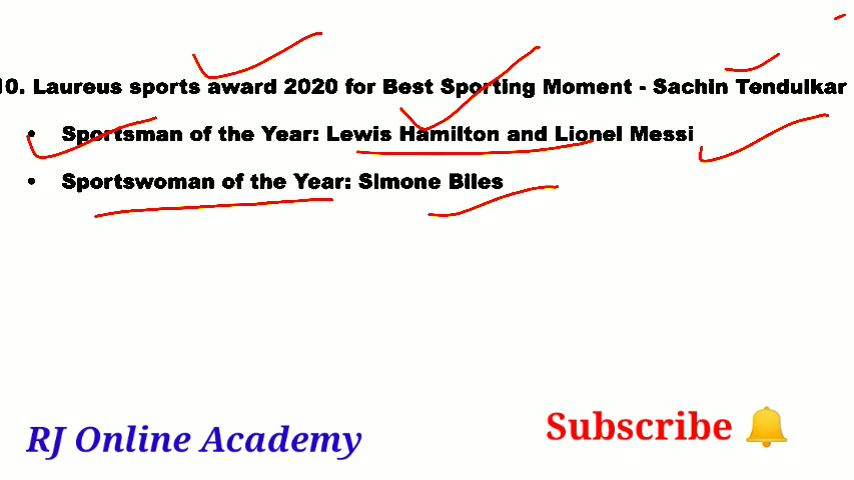 10. Laureus sports award 2020 for Best Sporting Moment - Sachin Tendulkar
• Sportsman of the Year: Lewis Hamilton and Lionel Messi
• Sportswoman of the Year: Simone Biles
RJ Online Academy
Subscribe